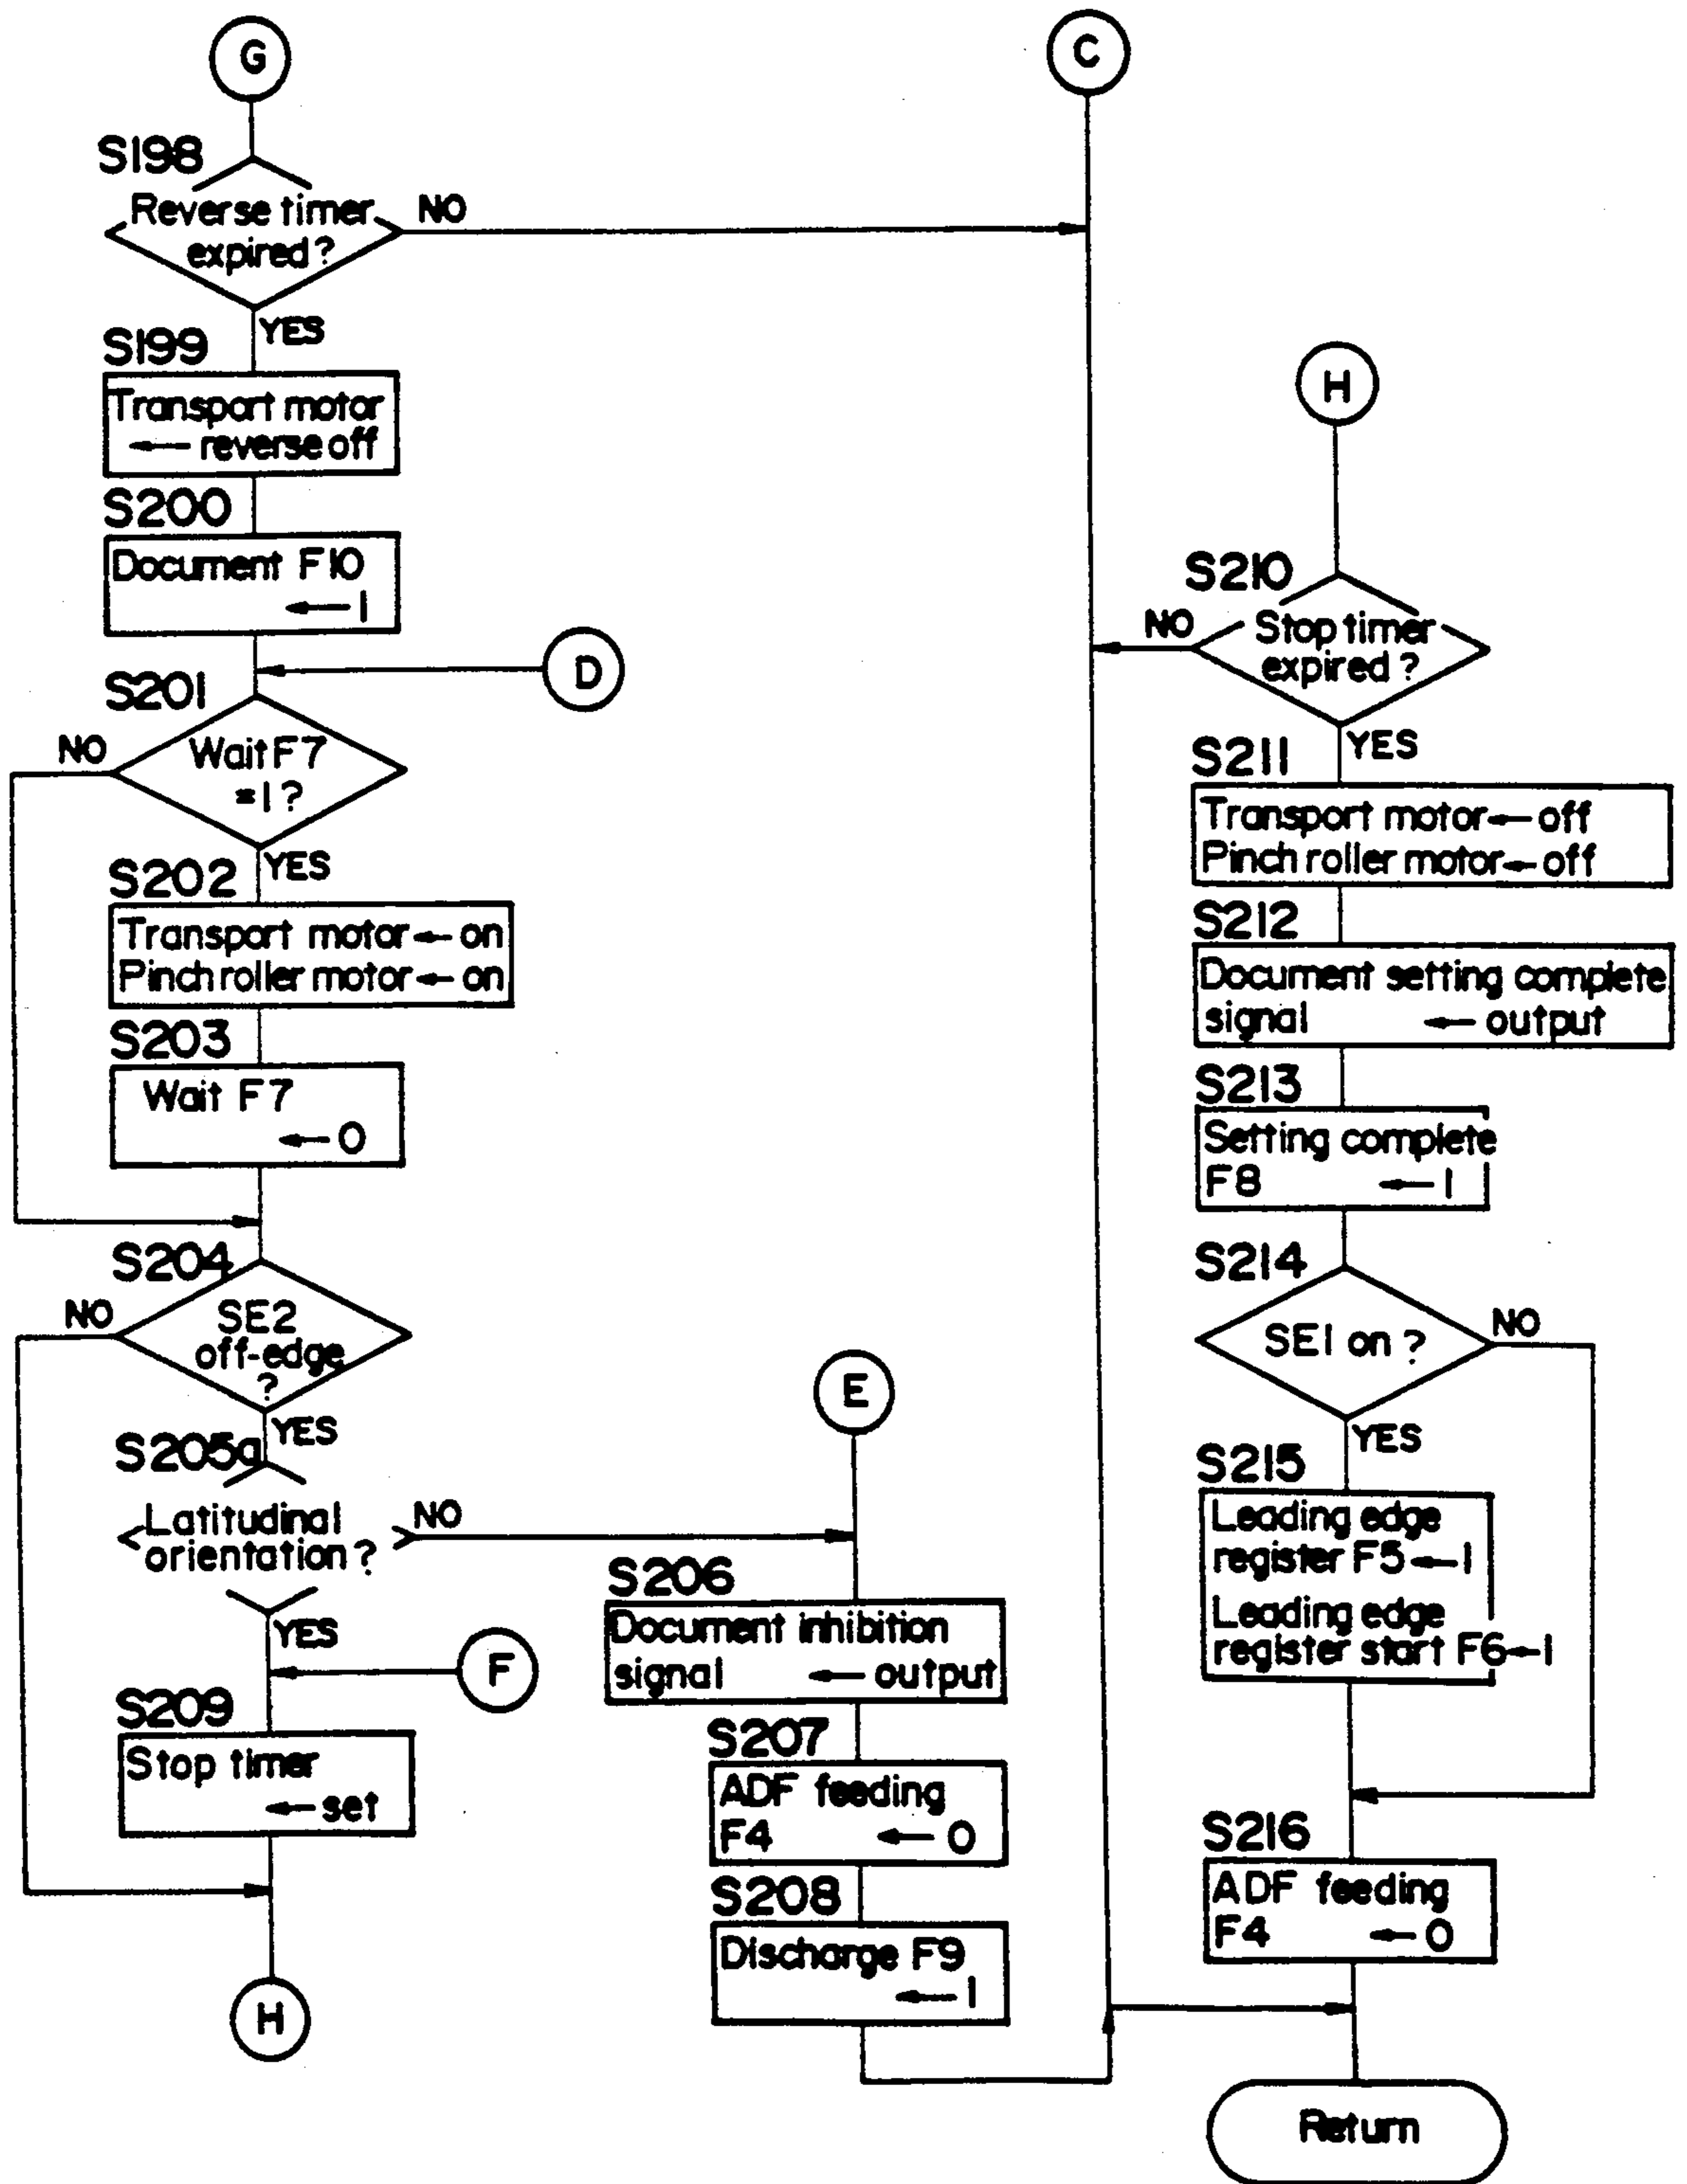 G
S198
Reverse timer
expired?
NO
YES
S199
Transport motor
← reverse off
S200
Document F10
←1
D
S201
Wait F7
=1?
NO
YES
S202
Transport motor ← on
Pinch roller motor ← on
S203
Wait F7
← 0
S204
SE2
off-edge
?
NO
YES
S205a
Latitudinal
orientation?
NO
YES
F
S209
Stop timer
← set
H
E
S206
Document inhibition
signal ← output
S207
ADF feeding
F4 ← 0
S208
Discharge F9
←1
C
H
S210
Stop timer
expired?
NO
YES
S211
Transport motor ← off
Pinch roller motor ← off
S212
Document setting complete
signal ← output
S213
Setting complete
F8 ←1
S214
SE1 on?
NO
YES
S215
Leading edge
register F5 ←1
Leading edge
register start F6 ←1
S216
ADF feeding
F4 ← 0
Return